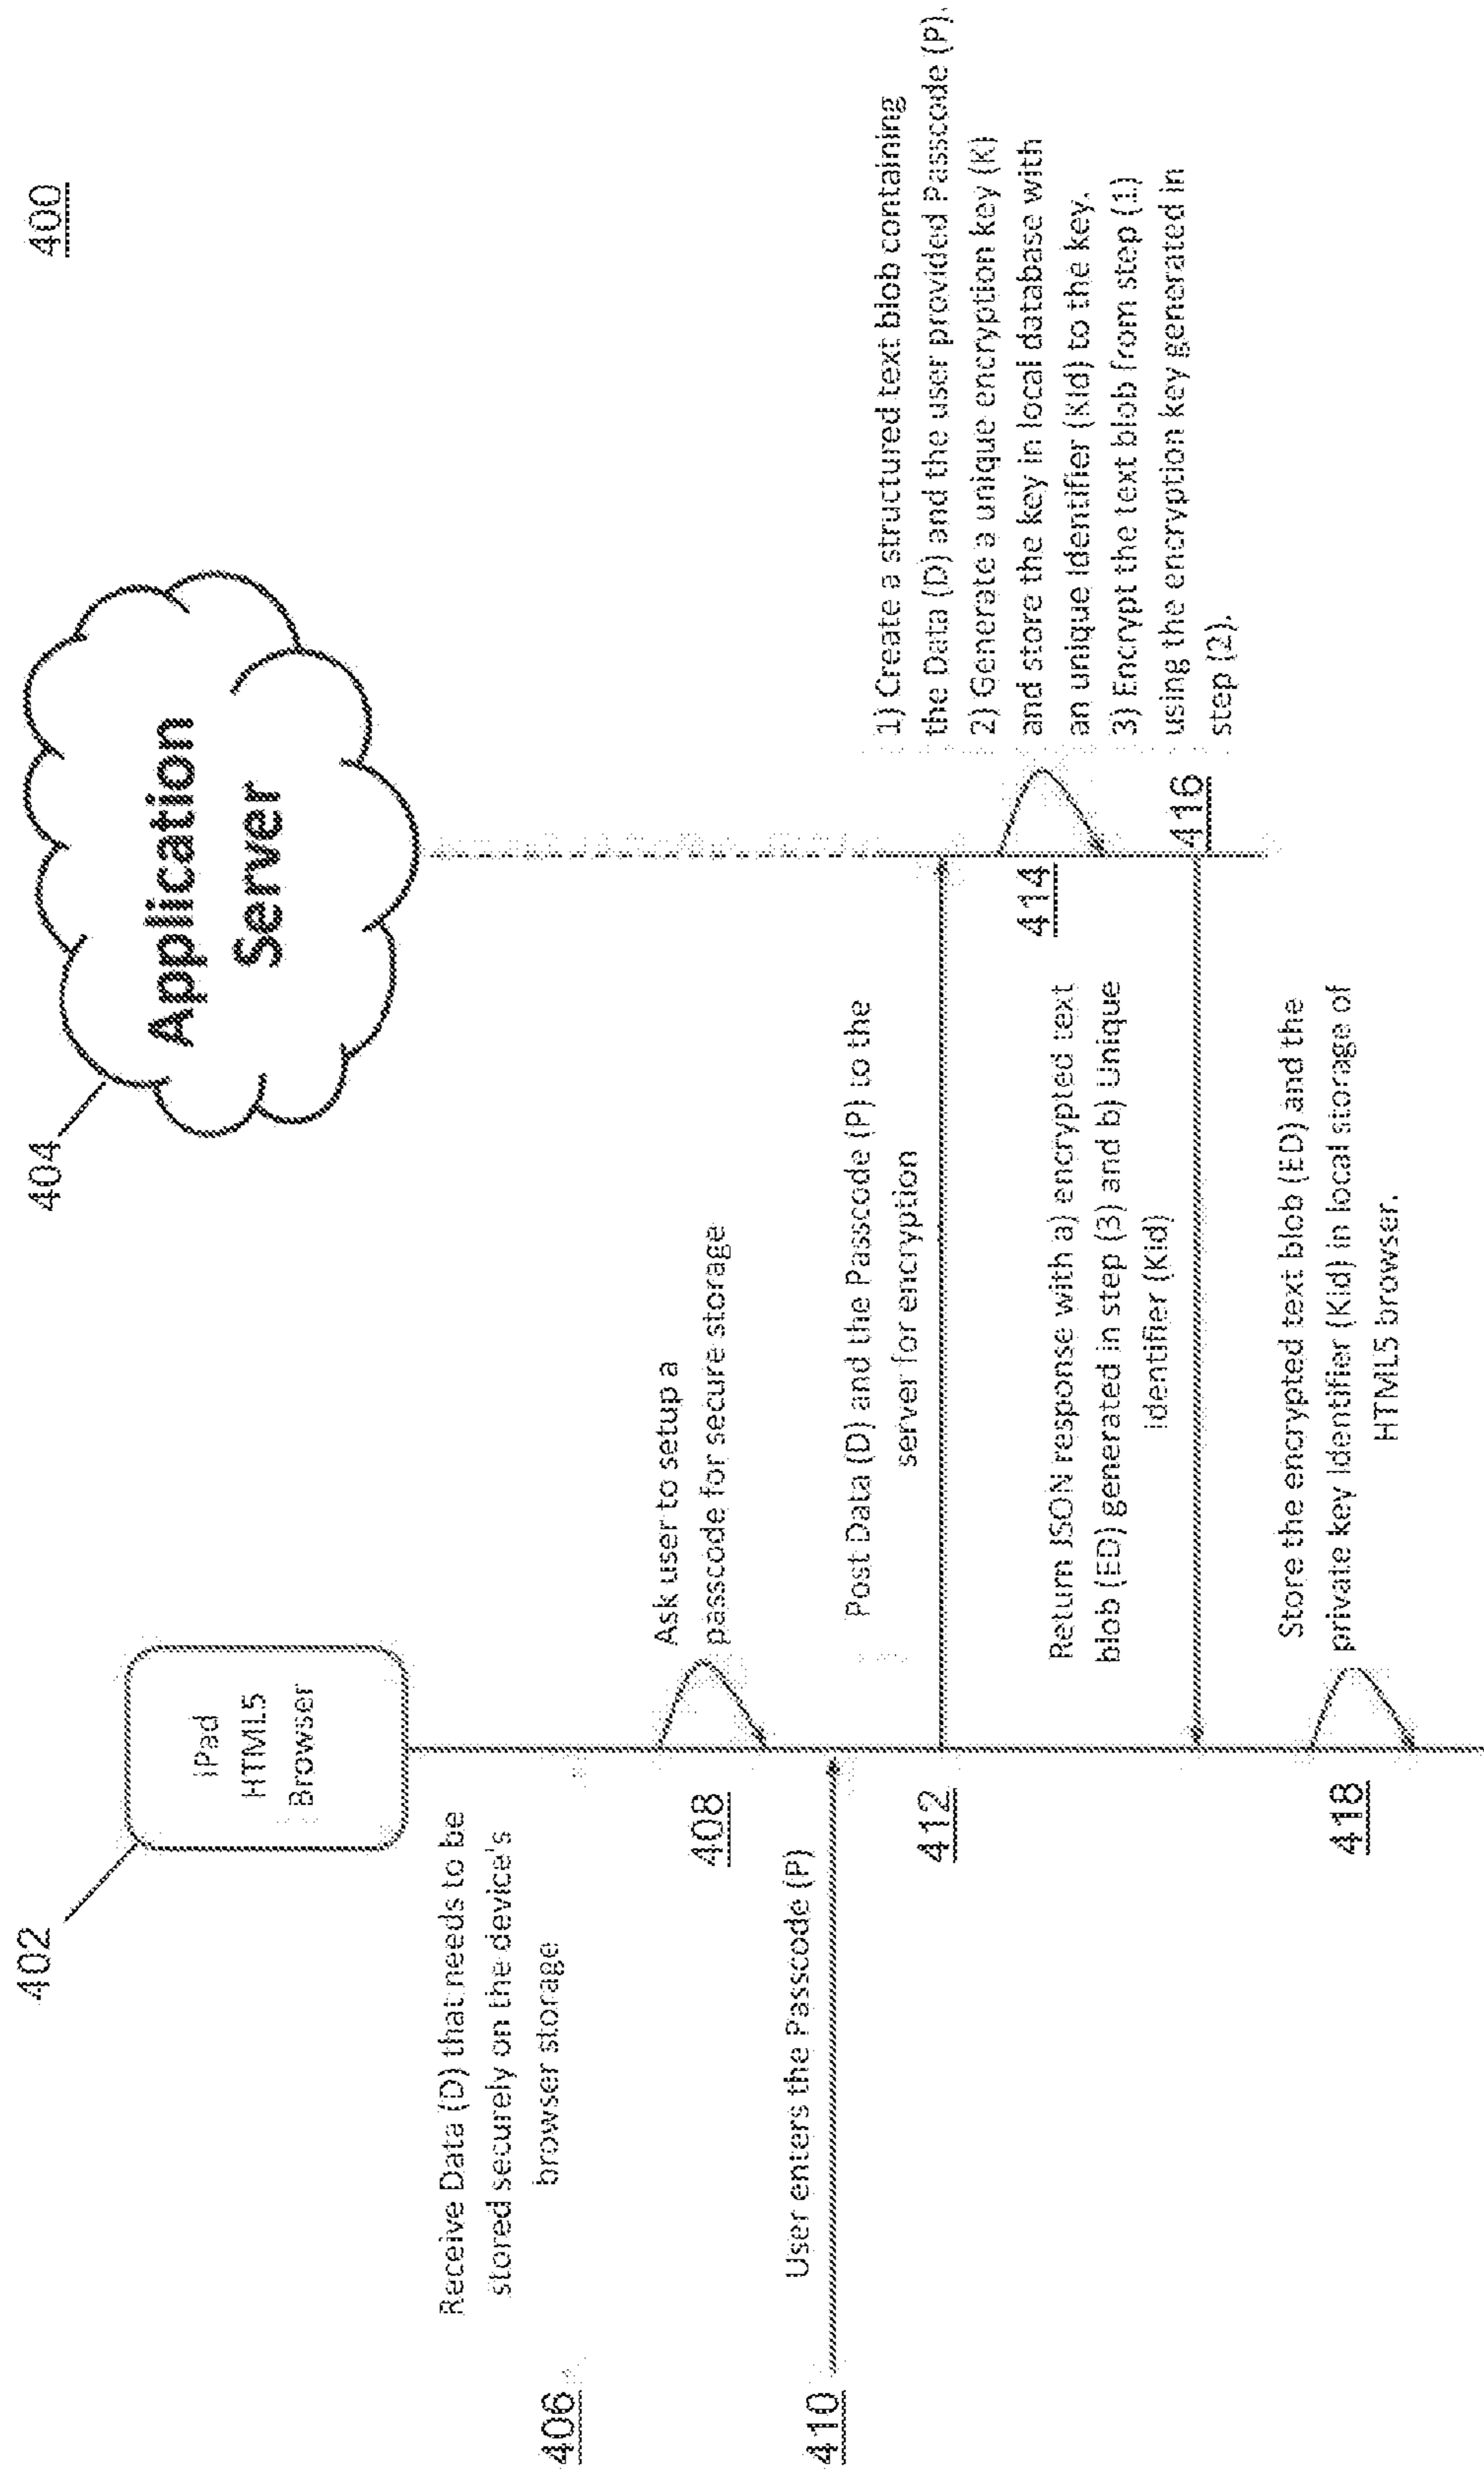 400
402
IPad
HTML5
Browser
404
Application
Server
Receive Data (D) that needs to be
stored securely on the device's
browser storage
406
Ask user to setup a
passcode for secure storage
408
User enters the Passcode (P)
410
Post Data (D) and the Passcode (P) to the
server for encryption
412
1) Create a structured text blob containing
the Data (D) and the user provided Passcode (P).
2) Generate a unique encryption key (K)
and store the key in local database with
an unique Identifier (KId) to the key.
3) Encrypt the text blob from step (1)
using the encryption key generated in
step (2).
414
416
Return JSON response with a) encrypted text
blob (ED) generated in step (3) and b) Unique
Identifier (KId)
Store the encrypted text blob (ED) and the
private key Identifier (KId) in local storage of
HTML5 browser.
418